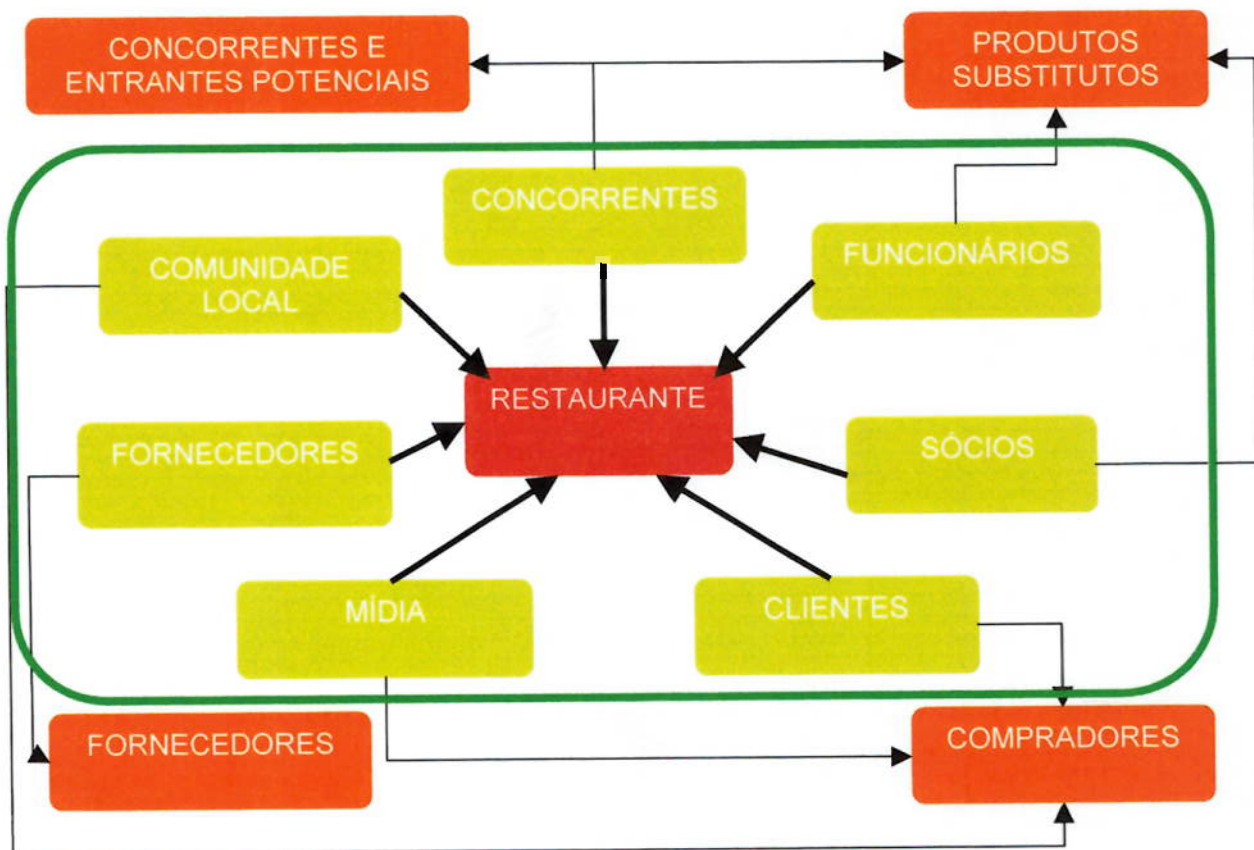 CONCORRENTES E
ENTRANTES POTENCIAIS
PRODUTOS
SUBSTITUTOS
CONCORRENTES
FUNCIONÁRIOS
COMUNIDADE
LOCAL
RESTAURANTE
FORNECEDORES
SÓCIOS
MÍDIA
CLIENTES
FORNECEDORES
COMPRADORES